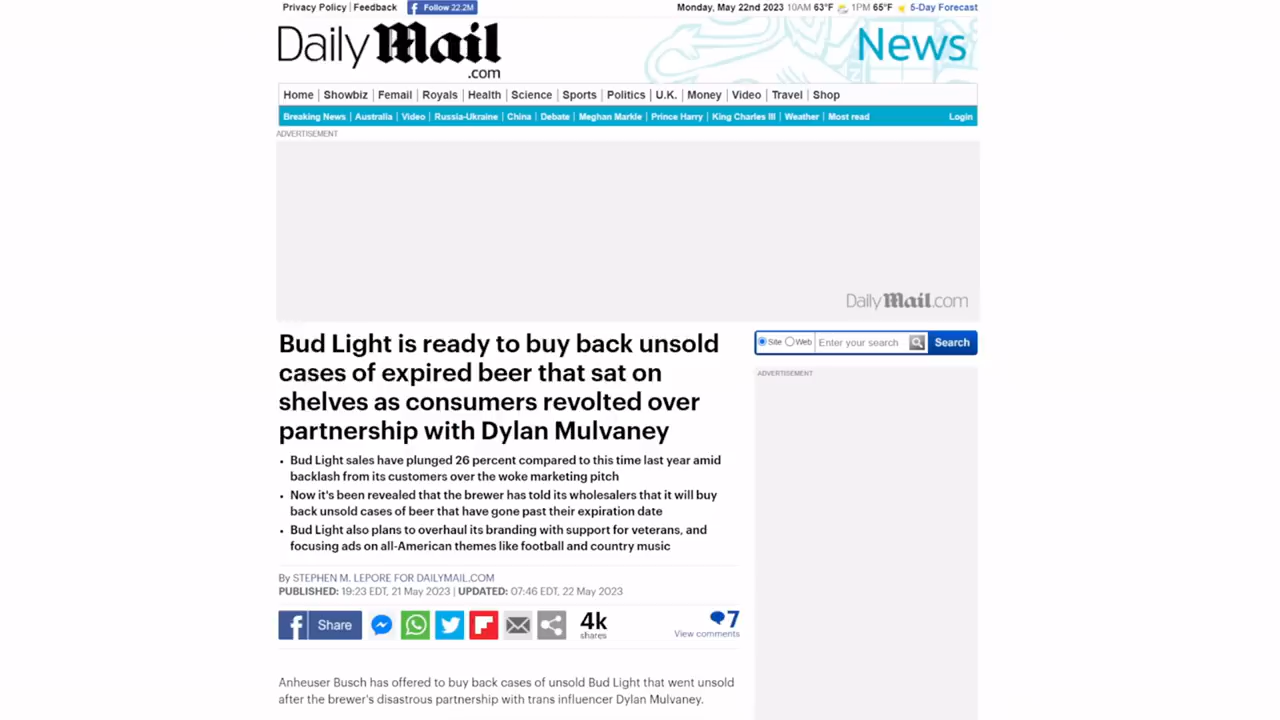 Privacy Policy | Feedback Follow 22.2M Monday, May 22nd 2023 10AM 63°F 1PM 65°F 5-Day Forecast
Daily Mail
.com
News
Home | Showbiz | Femail | Royals | Health | Science | Sports | Politics | U.K. | Money | Video | Travel | Shop
Breaking News | Australia | Video | Russia-Ukraine | China | Debate | Meghan Markle | Prince Harry | King Charles III | Weather | Most read Login
ADVERTISEMENT
Daily Mail.com
Bud Light is ready to buy back unsold
cases of expired beer that sat on
shelves as consumers revolted over
partnership with Dylan Mulvaney
• Bud Light sales have plunged 26 percent compared to this time last year amid
backlash from its customers over the woke marketing pitch
• Now it's been revealed that the brewer has told its wholesalers that it will buy
back unsold cases of beer that have gone past their expiration date
• Bud Light also plans to overhaul its branding with support for veterans, and
focusing ads on all-American themes like football and country music
By STEPHEN M. LEPORE FOR DAILYMAIL.COM
PUBLISHED: 19:23 EDT, 21 May 2023 | UPDATED: 07:46 EDT, 22 May 2023
Share
4k
shares
7
View comments
Anheuser Busch has offered to buy back cases of unsold Bud Light that went unsold
after the brewer's disastrous partnership with trans influencer Dylan Mulvaney.
Site Web Enter your search Search
ADVERTISEMENT